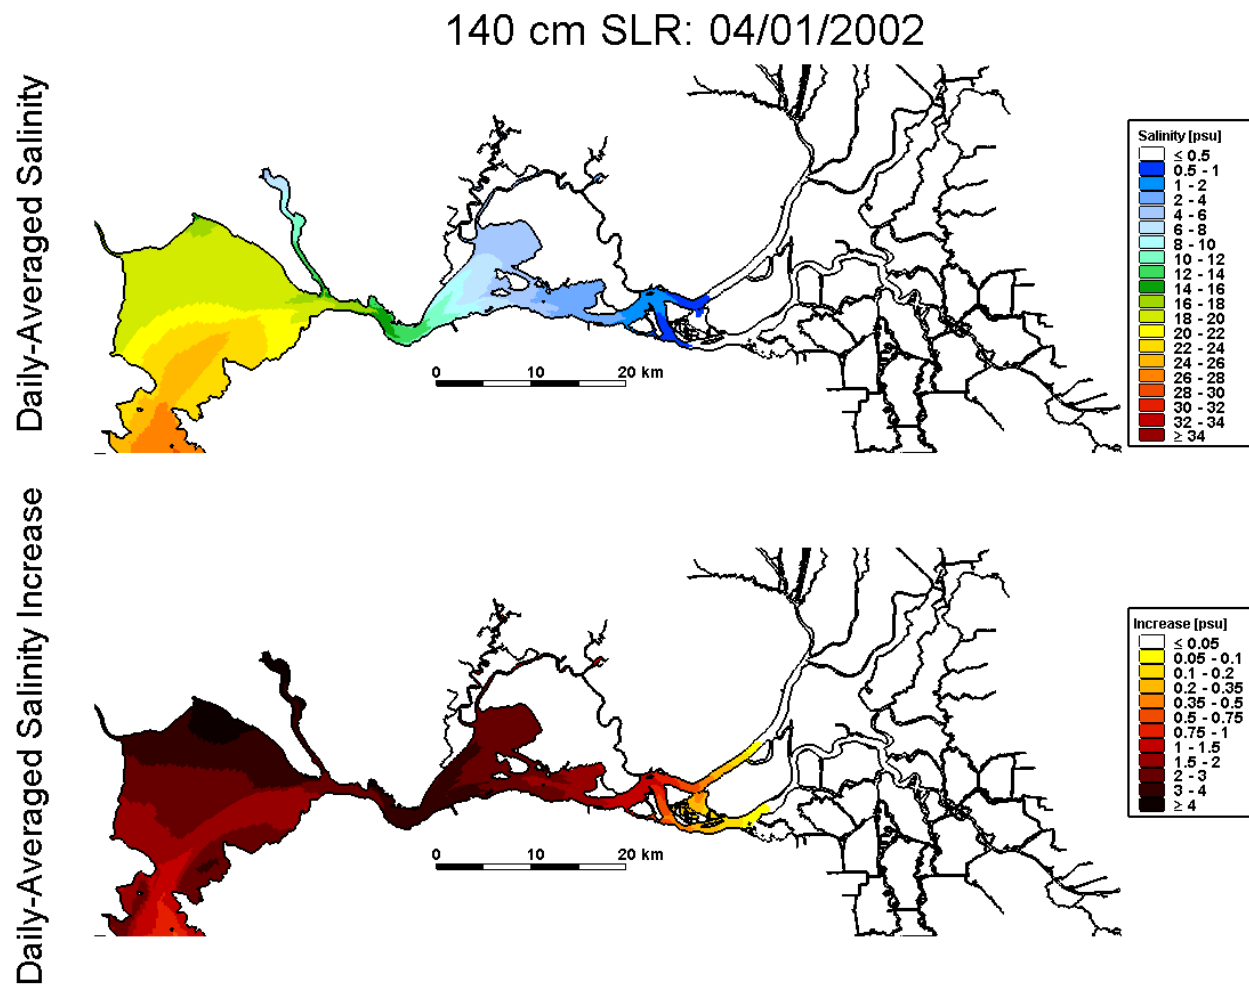 140 cm SLR: 04/01/2002
Daily-Averaged Salinity
Salinity [psu]
≤ 0.5
0.5 - 1
1 - 2
2 - 4
4 - 6
6 - 8
8 - 10
10 - 12
12 - 14
14 - 16
16 - 18
18 - 20
20 - 22
22 - 24
24 - 26
26 - 28
28 - 30
30 - 32
32 - 34
≥ 34
0 10 20 km
Daily-Averaged Salinity Increase
Increase [psu]
≤ 0.05
0.05 - 0.1
0.1 - 0.2
0.2 - 0.35
0.35 - 0.5
0.5 - 0.75
0.75 - 1
1 - 1.5
1.5 - 2
2 - 3
3 - 4
≥ 4
0 10 20 km